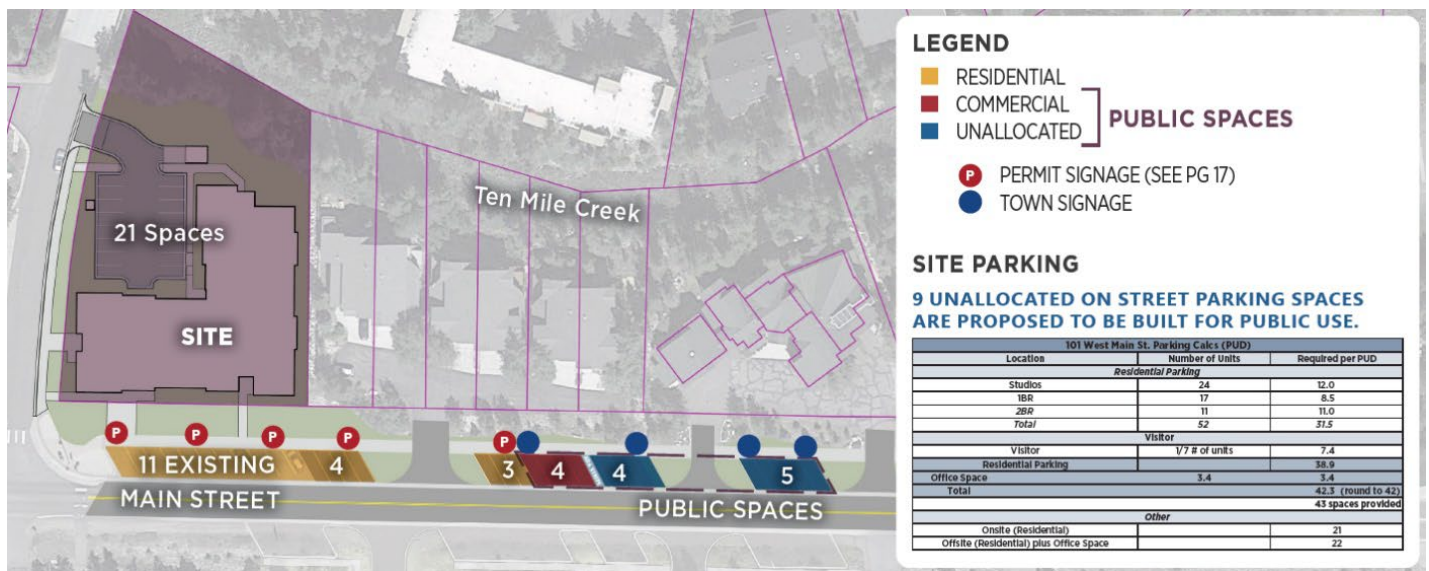 Ten Mile Creek
21 Spaces
SITE
P
P
P
P
P
11 EXISTING
4
3
4
4
5
MAIN STREET
PUBLIC SPACES
LEGEND
RESIDENTIAL
COMMERCIAL
UNALLOCATED
PUBLIC SPACES
P PERMIT SIGNAGE (SEE PG 17)
TOWN SIGNAGE
SITE PARKING
9 UNALLOCATED ON STREET PARKING SPACES
ARE PROPOSED TO BE BUILT FOR PUBLIC USE.
101 West Main St. Parking Calcs (PUD)
Location Number of Units Required per PUD
Residential Parking
Studios 24 12.0
1BR 17 8.5
2BR 11 11.0
Total 52 31.5
Visitor
Visitor 1/7 # of units 7.4
Residential Parking 38.9
Office Space 3.4 3.4
Total 42.3 (round to 42)
43 spaces provided
Other
Onsite (Residential) 21
Offsite (Residential) plus Office Space 22